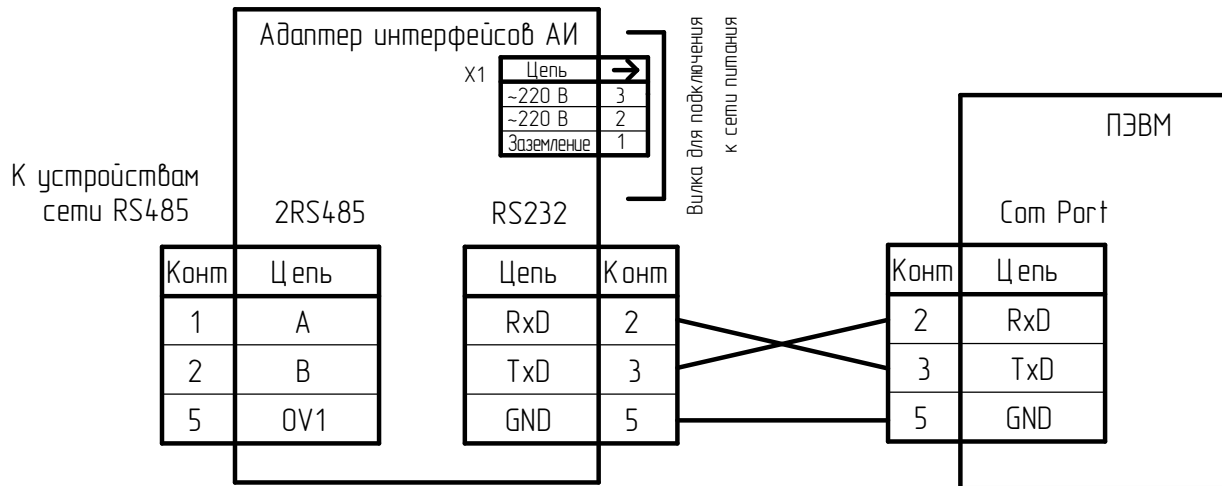 Адаптер интерфейсов АИ
X1
Цепь
~220 В 3
~220 В 2
Заземление 1
Вилка для подключения
к сети питания
К устройствам
сети RS485
2RS485
Конт Цепь
1 A
2 B
5 0V1
RS232
Цепь Конт
RxD 2
TxD 3
GND 5
ПЭВМ
Com Port
Конт Цепь
2 RxD
3 TxD
5 GND